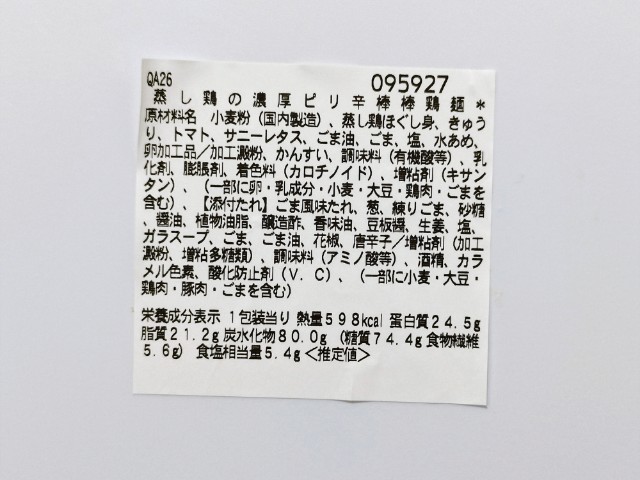 QA26 095927
蒸し鶏の濃厚ピリ辛棒棒鶏麺*
原材料名 小麦粉(国内製造)、蒸し鶏ほぐし身、きゅう
り、トマト、サニーレタス、ごま油、ごま、塩、水あめ、
卵加工品/加工澱粉、かんすい、調味料(有機酸等)、乳
化剤、膨脹剤、着色料(カロチノイド)、増粘剤(キサン
タン)、(一部に卵・乳成分・小麦・大豆・鶏肉・ごまを
含む)、【添付たれ】ごま風味たれ、葱、練りごま、砂糖
、醤油、植物油脂、醸造酢、香味油、豆板醤、生姜、塩、
ガラスープ、ごま、ごま油、花椒、唐辛子/増粘剤(加工
澱粉、増粘多糖類)、調味料(アミノ酸等)、酒精、カラ
メル色素、酸化防止剤(V.C)、(一部に小麦・大豆・
鶏肉・豚肉・ごまを含む)
栄養成分表示 1包装当り 熱量598kcal 蛋白質24.5g
脂質21.2g 炭水化物80.0g (糖質74.4g 食物繊維
5.6g) 食塩相当量5.4g<推定値>